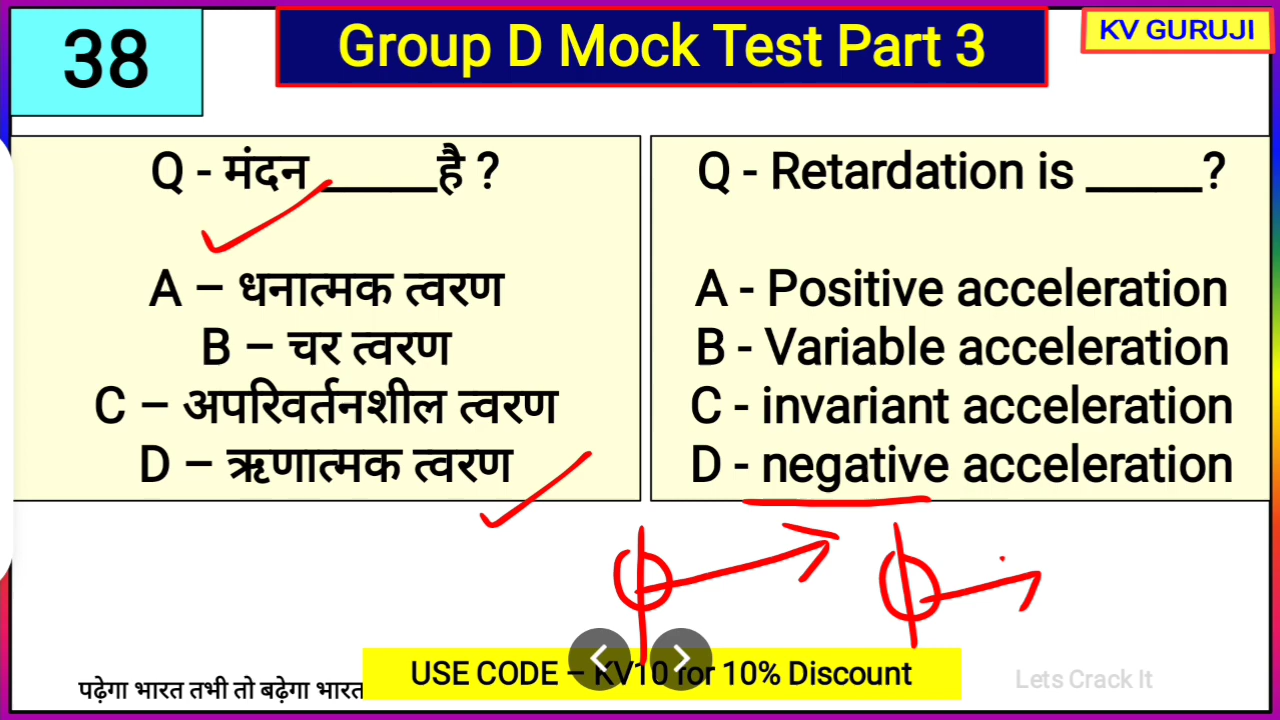 38
Group D Mock Test Part 3
KV GURUJI
Q - मंदन _____है ?
A – धनात्मक त्वरण
B – चर त्वरण
C – अपरिवर्तनशील त्वरण
D – ऋणात्मक त्वरण
Q - Retardation is _____?
A - Positive acceleration
B - Variable acceleration
C - invariant acceleration
D - negative acceleration
पढ़ेगा भारत तभी तो बढ़ेगा भारत
USE CODE – KV10 for 10% Discount
Lets Crack It